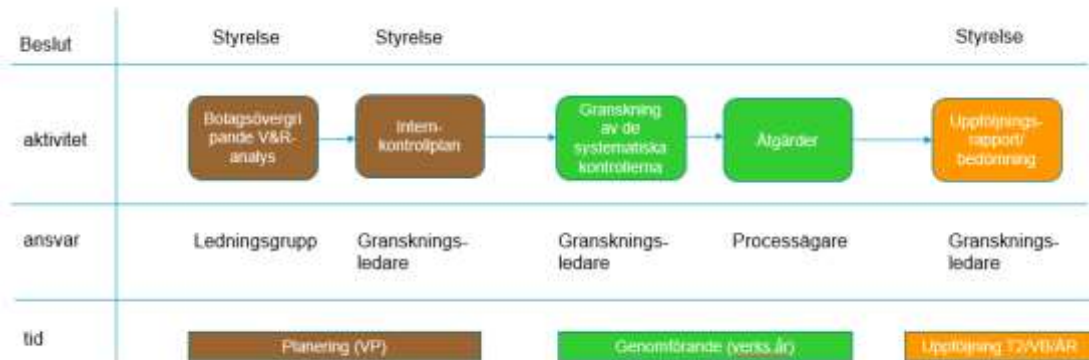 Beslut
Styrelse
Styrelse
Styrelse
aktivitet
Bolagsövergri
pande V&R-
analys
Intern-
kontrollplan
Granskning
av de
systematiska
kontrollerna
Åtgärder
Uppföljnings-
rapport/
bedömning
ansvar
Ledningsgrupp
Gransknings-
ledare
Gransknings-
ledare
Processägare
Gransknings-
ledare
tid
Planering (VP)
Genomförande (verks.år)
Uppföljning T2/VB/ÅR